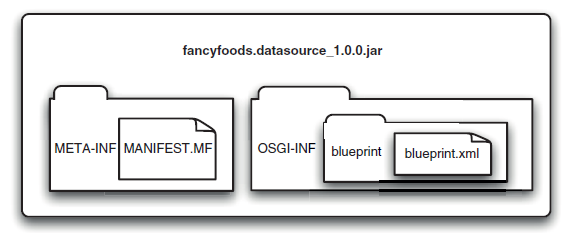 fancyfoods.datasource_1.0.0.jar
META-INF
MANIFEST.MF
OSGI-INF
blueprint
blueprint.xml